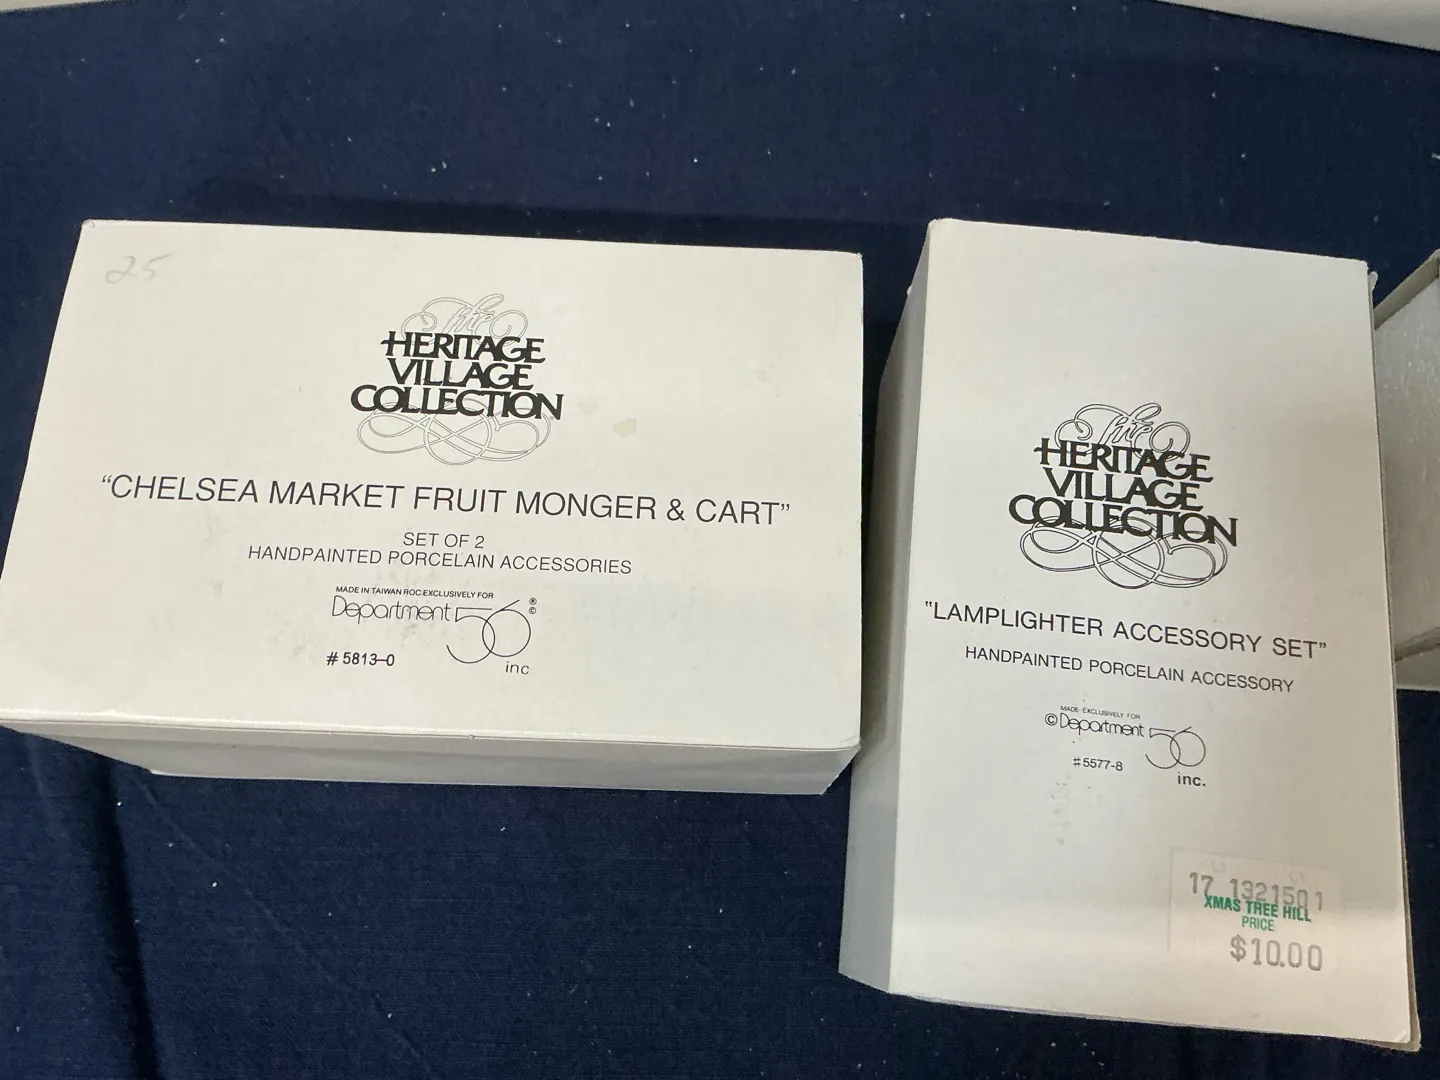 25
The
HERITAGE
VILLAGE
COLLECTION
“CHELSEA MARKET FRUIT MONGER & CART”
SET OF 2
HANDPAINTED PORCELAIN ACCESSORIES
MADE IN TAIWAN ROC EXCLUSIVELY FOR
Department 56 ® ©
inc
# 5813-0
The
HERITAGE
VILLAGE
COLLECTION
"LAMPLIGHTER ACCESSORY SET"
HANDPAINTED PORCELAIN ACCESSORY
MADE EXCLUSIVELY FOR
© Department 56
inc.
#5577-8
17 1321501
XMAS TREE HILL
PRICE
$10.00